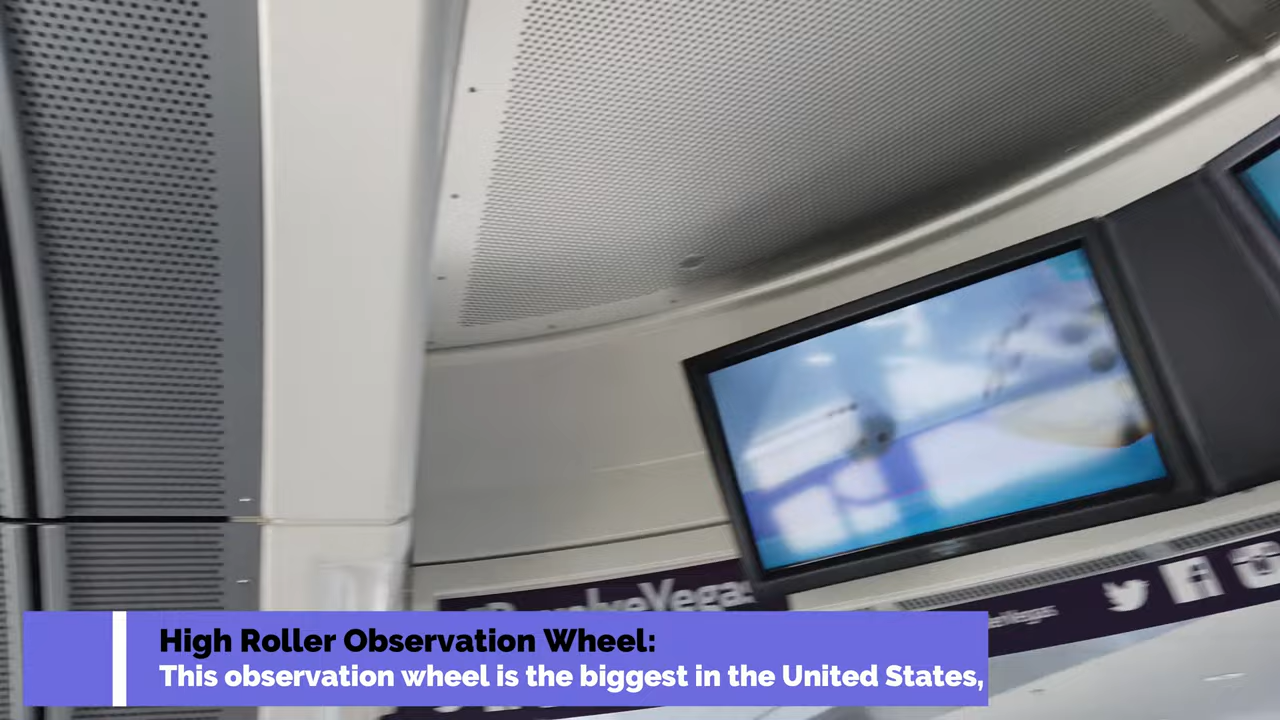 High Roller Observation Wheel:
This observation wheel is the biggest in the United States,